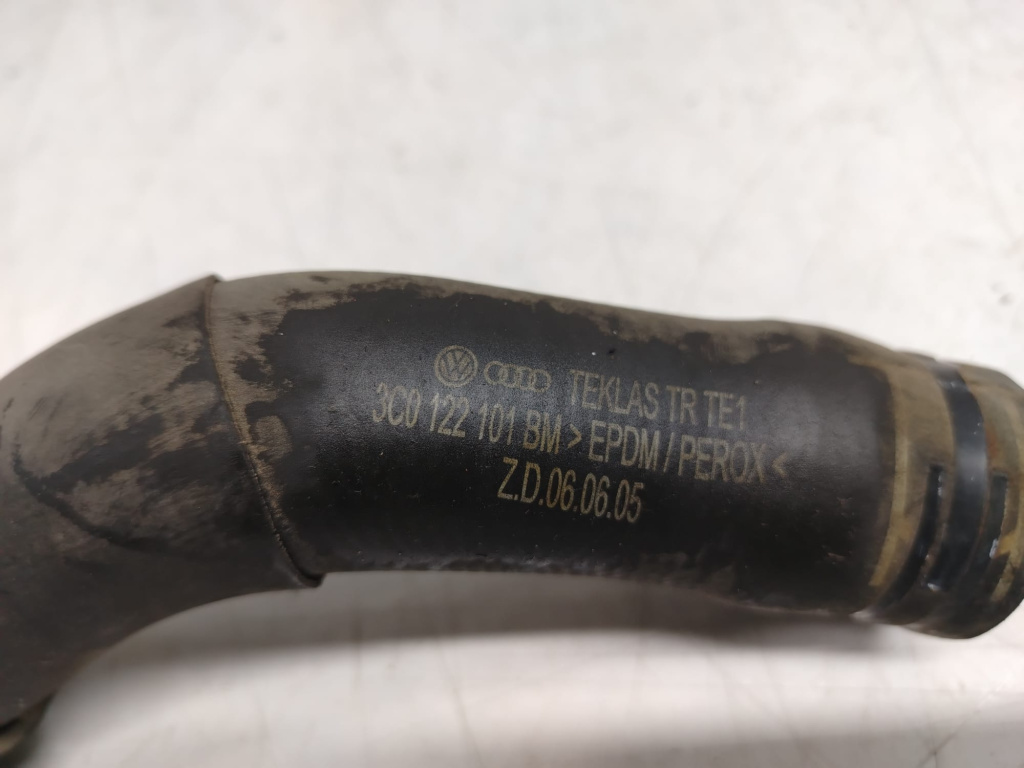 TEKLAS TR TE1
3C0 122 101 BM > EPDM / PEROX <
Z.D.06.06.05